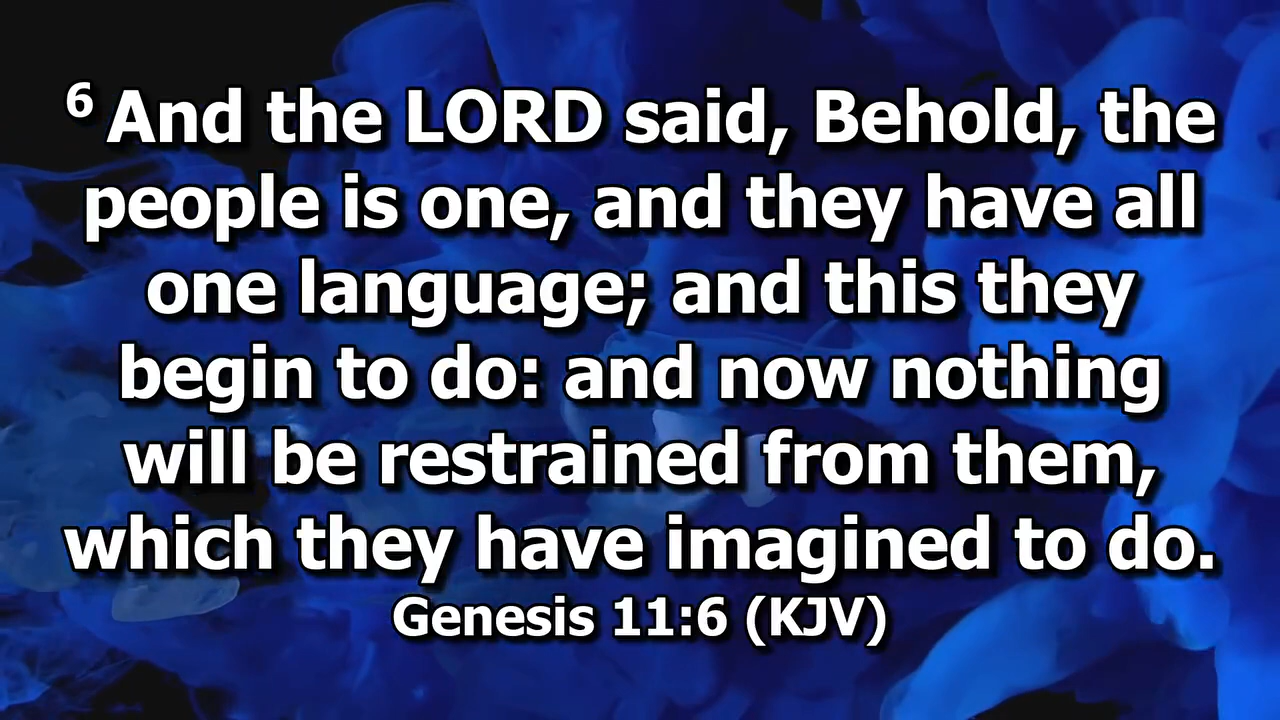 6 And the LORD said, Behold, the
people is one, and they have all
one language; and this they
begin to do: and now nothing
will be restrained from them,
which they have imagined to do.
Genesis 11:6 (KJV)